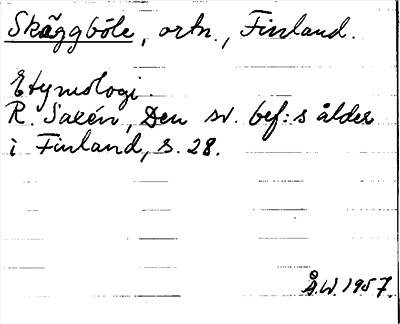 Skäggböle, ortn., Finland.
Etymologi.
R. Saxén, Den sv. bef:s ålder
i Finland, s. 28.
Å.W. 1957.